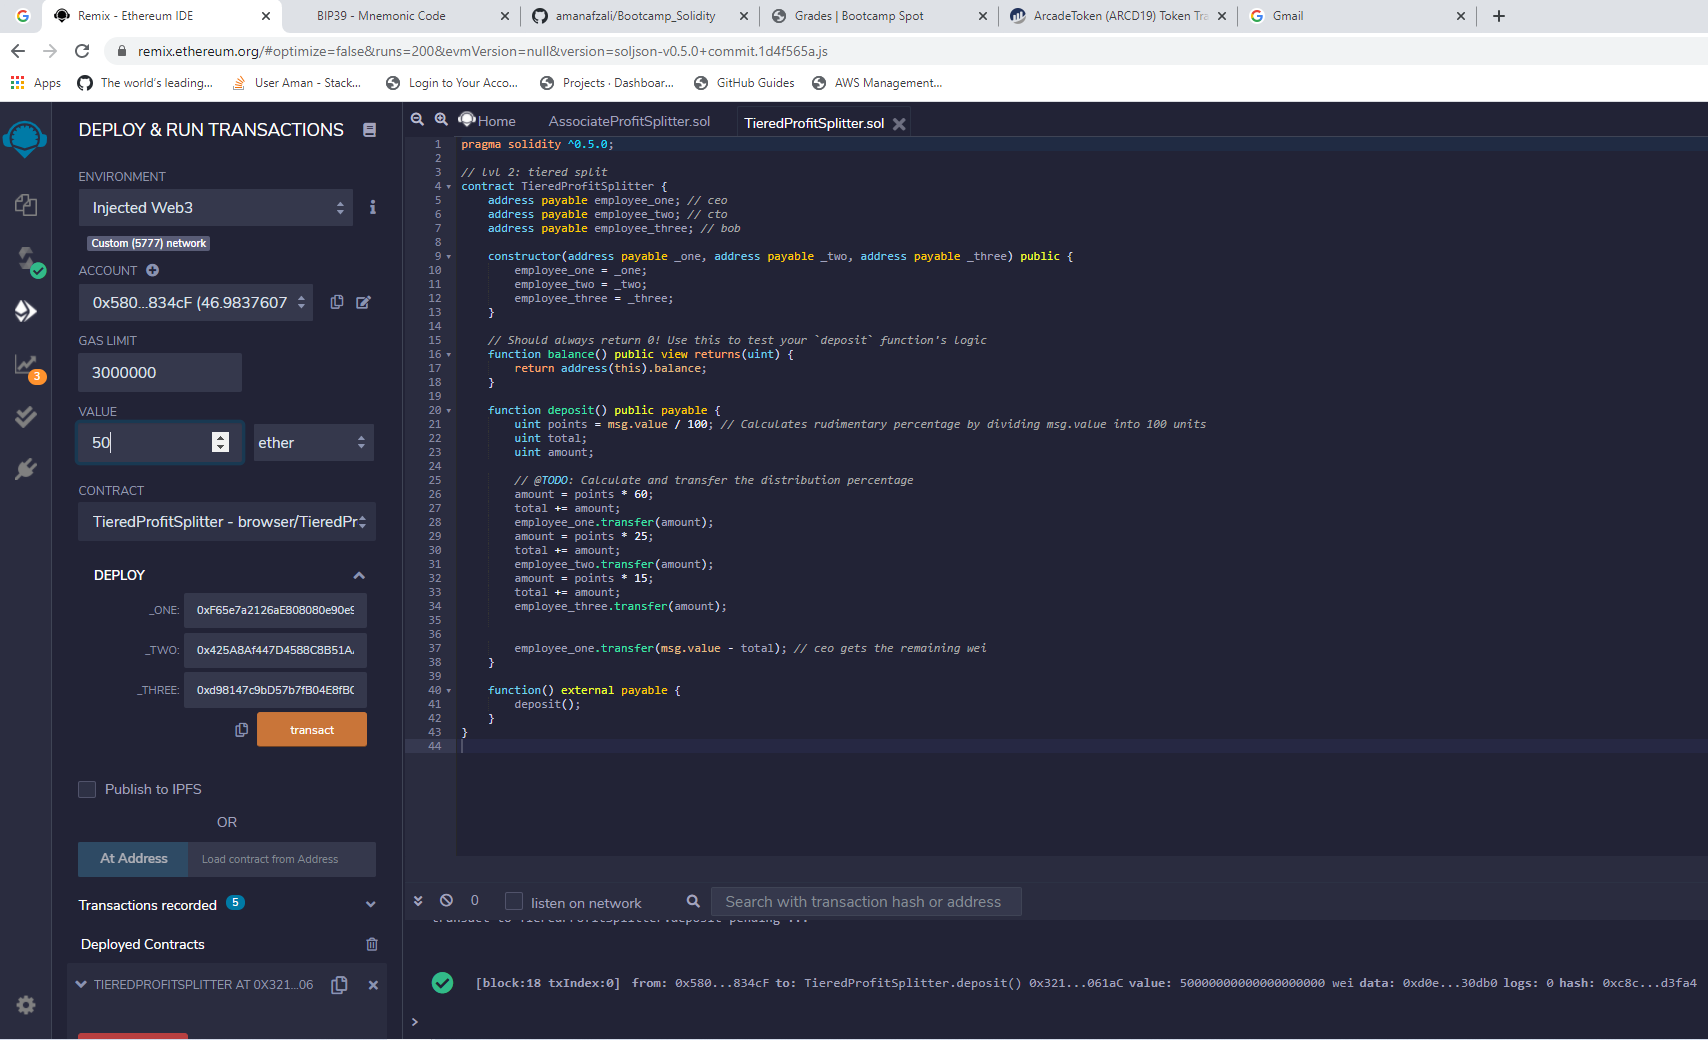 Remix - Ethereum IDE
BIP39 - Mnemonic Code
amanafzali/Bootcamp_Solidity
Grades | Bootcamp Spot
ArcadeToken (ARCD19) Token Tra
Gmail
remix.ethereum.org/#optimize=false&runs=200&evmVersion=null&version=soljson-v0.5.0+commit.1d4f565a.js
Apps
The world's leading...
User Aman - Stack...
Login to Your Acco...
Projects · Dashboar...
GitHub Guides
AWS Management...
DEPLOY & RUN TRANSACTIONS
ENVIRONMENT
Injected Web3
Custom (5777) network
ACCOUNT
0x580...834cF (46.9837607
GAS LIMIT
3000000
VALUE
50
ether
CONTRACT
TieredProfitSplitter - browser/TieredPr
DEPLOY
_ONE: 0xF65e7a2126aE808080e90e9
_TWO: 0x425A8Af447D4588C8B51A
_THREE: 0xd98147c9bD57b7fB04E8fB
transact
Publish to IPFS
OR
At Address
Load contract from Address
Transactions recorded 5
Deployed Contracts
TIEREDPROFITSPLITTER AT 0X321...06
3
Home
AssociateProfitSplitter.sol
TieredProfitSplitter.sol
1 pragma solidity ^0.5.0;
2
3 // lvl 2: tiered split
4 contract TieredProfitSplitter {
5 address payable employee_one; // ceo
6 address payable employee_two; // cto
7 address payable employee_three; // bob
8
9 constructor(address payable _one, address payable _two, address payable _three) public {
10 employee_one = _one;
11 employee_two = _two;
12 employee_three = _three;
13 }
14
15 // Should always return 0! Use this to test your `deposit` function's logic
16 function balance() public view returns(uint) {
17 return address(this).balance;
18 }
19
20 function deposit() public payable {
21 uint points = msg.value / 100; // Calculates rudimentary percentage by dividing msg.value into 100 units
22 uint total;
23 uint amount;
24
25 // @TODO: Calculate and transfer the distribution percentage
26 amount = points * 60;
27 total += amount;
28 employee_one.transfer(amount);
29 amount = points * 25;
30 total += amount;
31 employee_two.transfer(amount);
32 amount = points * 15;
33 total += amount;
34 employee_three.transfer(amount);
35
36
37 employee_one.transfer(msg.value - total); // ceo gets the remaining wei
38 }
39
40 function() external payable {
41 deposit();
42 }
43 }
44
0
listen on network
Search with transaction hash or address
transact to TieredProfitSplitter.deposit pending ...
[block:18 txIndex:0] from: 0x580...834cF to: TieredProfitSplitter.deposit() 0x321...061aC value: 50000000000000000000 wei data: 0xd0e...30db0 logs: 0 hash: 0xc8c...d3fa4
>